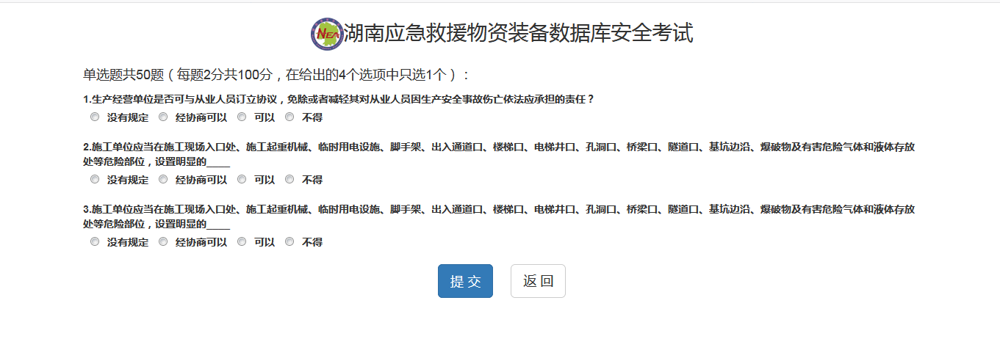 NEM湖南应急救援物资装备数据库安全考试
单选题共50题（每题2分共100分，在给出的4个选项中只选1个）：
1.生产经营单位是否可与从业人员订立协议，免除或者减轻其对从业人员因生产安全事故伤亡依法应承担的责任？
没有规定 经协商可以 可以 不得
2.施工单位应当在施工现场入口处、施工起重机械、临时用电设施、脚手架、出入通道口、楼梯口、电梯井口、孔洞口、桥梁口、隧道口、基坑边沿、爆破物及有害危险气体和液体存放
处等危险部位，设置明显的_____
没有规定 经协商可以 可以 不得
3.施工单位应当在施工现场入口处、施工起重机械、临时用电设施、脚手架、出入通道口、楼梯口、电梯井口、孔洞口、桥梁口、隧道口、基坑边沿、爆破物及有害危险气体和液体存放
处等危险部位，设置明显的_____
没有规定 经协商可以 可以 不得
提 交 返 回